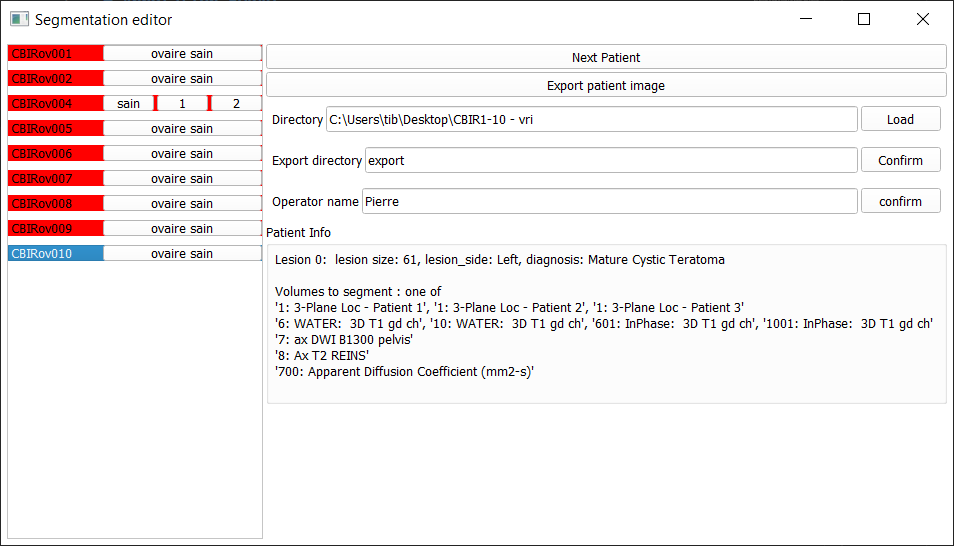 Segmentation editor
CBIRov001 ovaire sain
CBIRov002 ovaire sain
CBIRov004 sain 1 2
CBIRov005 ovaire sain
CBIRov006 ovaire sain
CBIRov007 ovaire sain
CBIRov008 ovaire sain
CBIRov009 ovaire sain
CBIRov010 ovaire sain
Next Patient
Export patient image
Directory C:\Users\tib\Desktop\CBIR1-10 - vri Load
Export directory export Confirm
Operator name Pierre confirm
Patient Info
Lesion 0:  lesion size: 61, lesion_side: Left, diagnosis: Mature Cystic Teratoma
Volumes to segment : one of
'1: 3-Plane Loc - Patient 1', '1: 3-Plane Loc - Patient 2', '1: 3-Plane Loc - Patient 3'
'6: WATER:  3D T1 gd ch', '10: WATER:  3D T1 gd ch', '601: InPhase:  3D T1 gd ch', '1001: InPhase:  3D T1 gd ch'
'7: ax DWI B1300 pelvis'
'8: Ax T2 REINS'
'700: Apparent Diffusion Coefficient (mm2-s)'